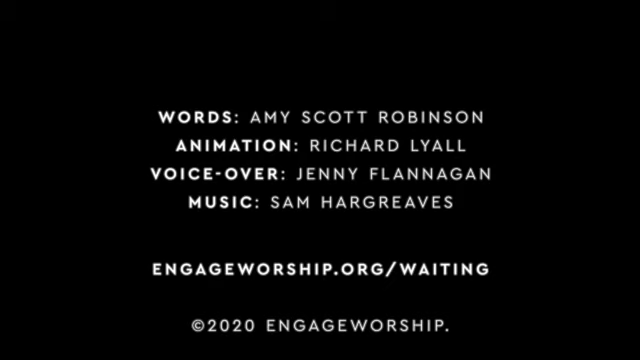 WORDS: AMY SCOTT ROBINSON
ANIMATION: RICHARD LYALL
VOICE-OVER: JENNY FLANNAGAN
MUSIC: SAM HARGREAVES
ENGAGEWORSHIP.ORG/WAITING
©2020 ENGAGEWORSHIP.